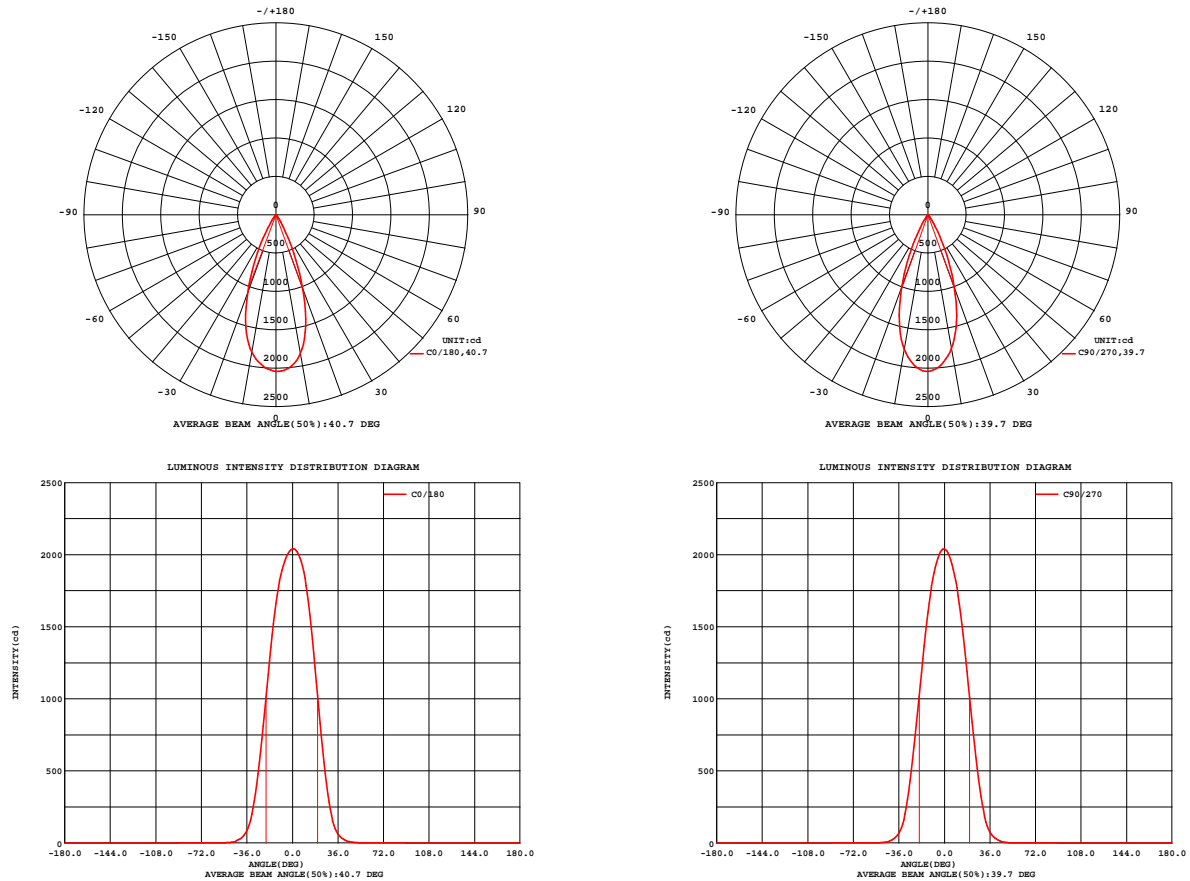 -/+180
-150 150
-120 120
-90 90
-60 60
-30 30
0
500
1000
1500
2000
2500
0
UNIT:cd
C0/180,40.7
AVERAGE BEAM ANGLE(50%):40.7 DEG
-/+180
-150 150
-120 120
-90 90
-60 60
-30 30
0
500
1000
1500
2000
2500
0
UNIT:cd
C90/270,39.7
AVERAGE BEAM ANGLE(50%):39.7 DEG
LUMINOUS INTENSITY DISTRIBUTION DIAGRAM
C0/180
INTENSITY(cd)
2500
2000
1500
1000
500
0
-180.0 -144.0 -108.0 -72.0 -36.0 0.0 36.0 72.0 108.0 144.0 180.0
ANGLE(DEG)
AVERAGE BEAM ANGLE(50%):40.7 DEG
LUMINOUS INTENSITY DISTRIBUTION DIAGRAM
C90/270
INTENSITY(cd)
2500
2000
1500
1000
500
0
-180.0 -144.0 -108.0 -72.0 -36.0 0.0 36.0 72.0 108.0 144.0 180.0
ANGLE(DEG)
AVERAGE BEAM ANGLE(50%):39.7 DEG